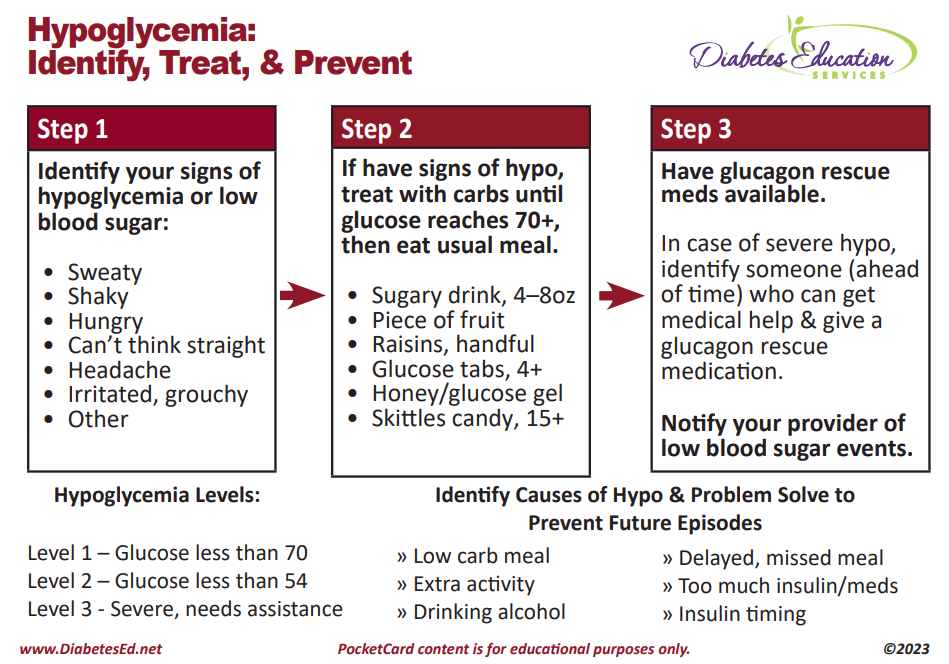 Hypoglycemia:
Identify, Treat, & Prevent
Diabetes Education
SERVICES
Step 1
Identify your signs of
hypoglycemia or low
blood sugar:
• Sweaty
• Shaky
• Hungry
• Can’t think straight
• Headache
• Irritated, grouchy
• Other
Step 2
If have signs of hypo,
treat with carbs until
glucose reaches 70+,
then eat usual meal.
• Sugary drink, 4–8oz
• Piece of fruit
• Raisins, handful
• Glucose tabs, 4+
• Honey/glucose gel
• Skittles candy, 15+
Step 3
Have glucagon rescue
meds available.
In case of severe hypo,
identify someone (ahead
of time) who can get
medical help & give a
glucagon rescue
medication.
Notify your provider of
low blood sugar events.
Hypoglycemia Levels:
Level 1 – Glucose less than 70
Level 2 – Glucose less than 54
Level 3 - Severe, needs assistance
Identify Causes of Hypo & Problem Solve to
Prevent Future Episodes
» Low carb meal
» Extra activity
» Drinking alcohol
» Delayed, missed meal
» Too much insulin/meds
» Insulin timing
www.DiabetesEd.net
PocketCard content is for educational purposes only.
©2023